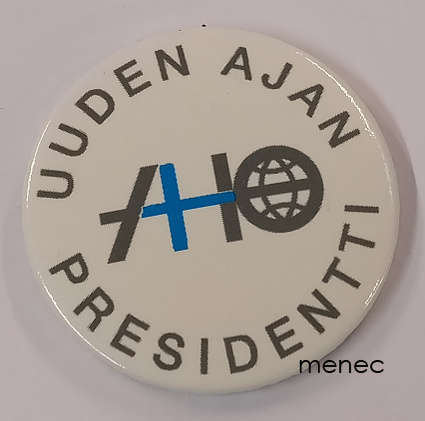 UUDEN AJAN
AHO
PRESIDENTTI
menec